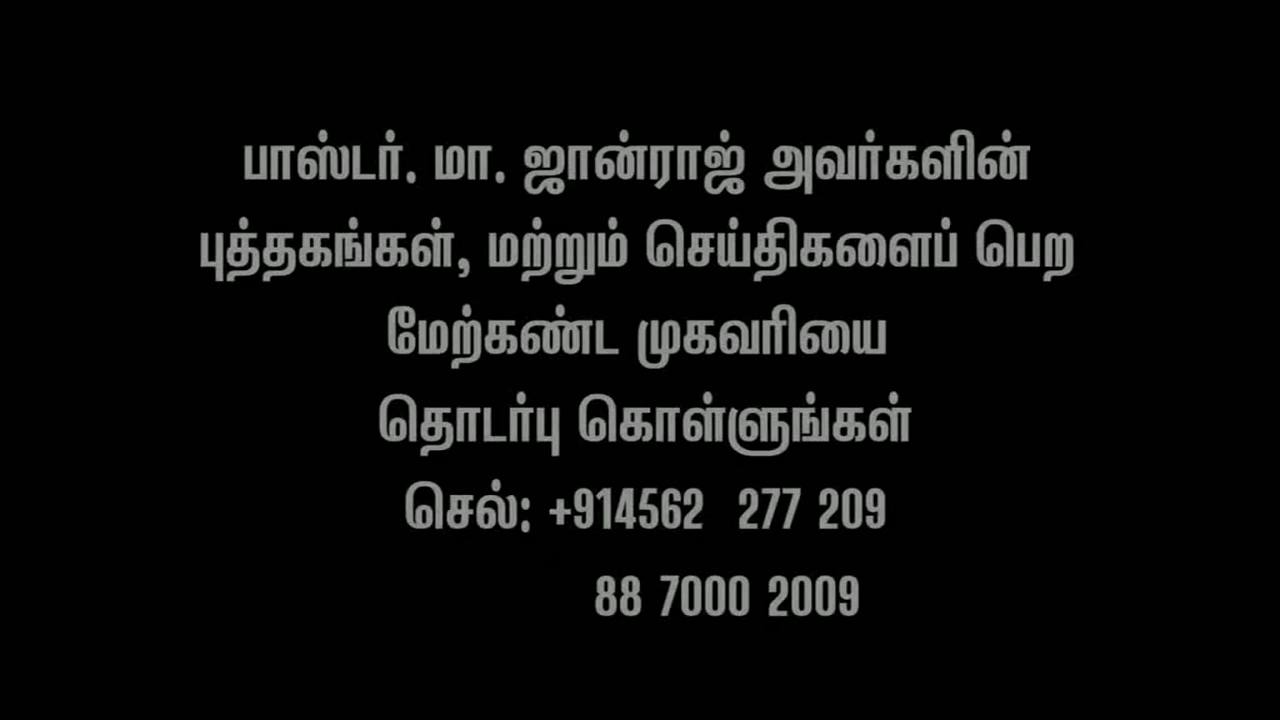 பாஸ்டர். மா. ஜான்ராஜ் அவர்களின்
புத்தகங்கள், மற்றும் செய்திகளைப் பெற
மேற்கண்ட முகவரியை
தொடர்பு கொள்ளுங்கள்
செல்: +914562 277 209
88 7000 2009